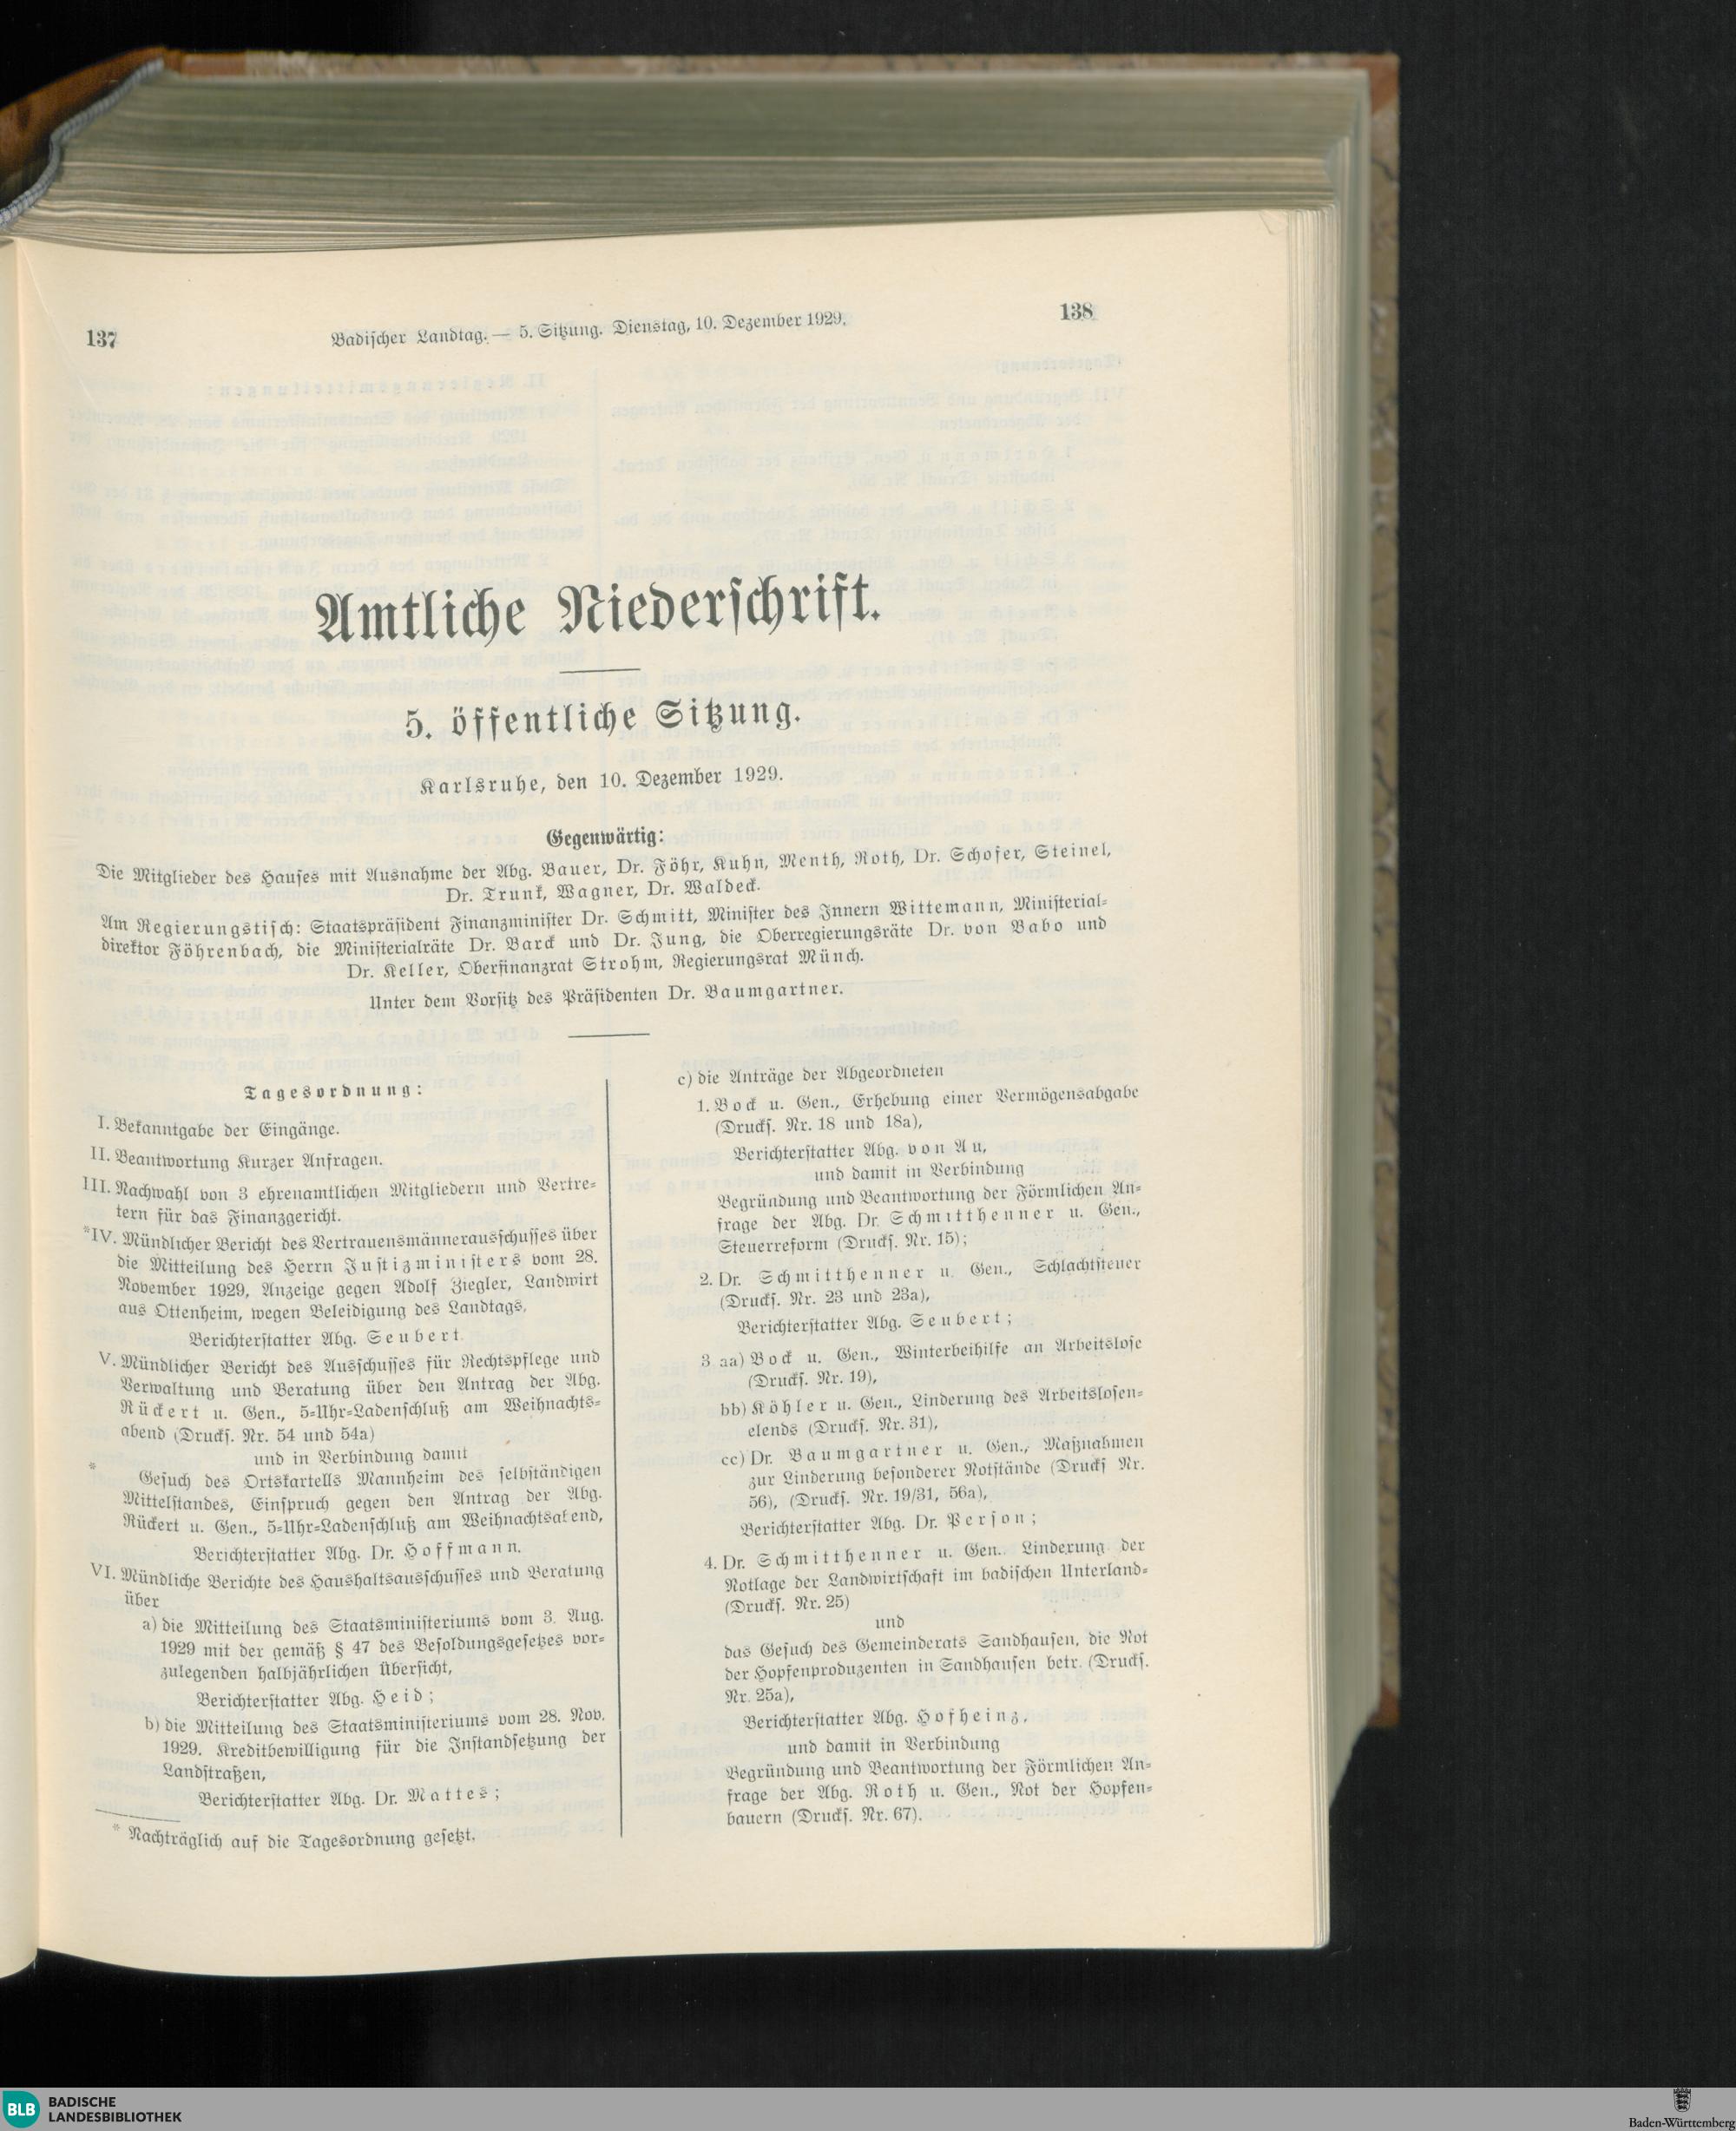 137
Badischer Landtag. — 5. Sitzung. Dienstag, 10. Dezember 1929.
138
Amtliche Niederschrift.
5. öffentliche Sitzung.
Karlsruhe, den 10. Dezember 1929.
Gegenwärtig:
Die Mitglieder des Hauses mit Ausnahme der Abg. Bauer, Dr. Föhr, Kuhn, Menth, Roth, Dr. Schofer, Steinel,
Dr. Trunk, Wagner, Dr. Waldeck.
Am Regierungstisch: Staatspräsident Finanzminister Dr. Schmitt, Minister des Innern Wittemann, Ministerial-
direktor Föhrenbach, die Ministerialräte Dr. Barck und Dr. Jung, die Oberregierungsräte Dr. von Babo und
Dr. Keller, Oberfinanzrat Strohm, Regierungsrat Münch.
Unter dem Vorsitz des Präsidenten Dr. Baumgartner.
Tagesordnung:
I. Bekanntgabe der Eingänge.
II. Beantwortung Kurzer Anfragen.
III. Nachwahl von 3 ehrenamtlichen Mitgliedern und Vertre-
tern für das Finanzgericht.
*IV. Mündlicher Bericht des Vertrauensmännerausschusses über
die Mitteilung des Herrn Justizministers vom 28.
November 1929, Anzeige gegen Adolf Ziegler, Landwirt
aus Ottenheim, wegen Beleidigung des Landtags,
Berichterstatter Abg. Seubert.
V. Mündlicher Bericht des Ausschusses für Rechtspflege und
Verwaltung und Beratung über den Antrag der Abg.
Rückert u. Gen., 5-Uhr-Ladenschluß am Weihnachts-
abend (Drucks. Nr. 54 und 54a)
und in Verbindung damit
* Gesuch des Ortskartells Mannheim des selbständigen
Mittelstandes, Einspruch gegen den Antrag der Abg.
Rückert u. Gen., 5-Uhr-Ladenschluß am Weihnachtsabend,
Berichterstatter Abg. Dr. Hoffmann.
VI. Mündliche Berichte des Haushaltsausschusses und Beratung
über
a) die Mitteilung des Staatsministeriums vom 3. Aug.
1929 mit der gemäß § 47 des Besoldungsgesetzes vor-
zulegenden halbjährlichen Übersicht,
Berichterstatter Abg. Heid;
b) die Mitteilung des Staatsministeriums vom 28. Nov.
1929. Kreditbewilligung für die Instandsetzung der
Landstraßen,
Berichterstatter Abg. Dr. Mattes;
* Nachträglich auf die Tagesordnung gesetzt.
c) die Anträge der Abgeordneten
1. Bock u. Gen., Erhebung einer Vermögensabgabe
(Drucks. Nr. 18 und 18a),
Berichterstatter Abg. von Au,
und damit in Verbindung
Begründung und Beantwortung der Förmlichen An-
frage der Abg. Dr. Schmitthenner u. Gen.,
Steuerreform (Drucks. Nr. 15);
2. Dr. Schmitthenner u. Gen., Schlachtsteuer
(Drucks. Nr. 23 und 23a),
Berichterstatter Abg. Seubert;
3 aa) Bock u. Gen., Winterbeihilfe an Arbeitslose
(Drucks. Nr. 19),
bb) Köhler u. Gen., Linderung des Arbeitslosen-
elends (Drucks. Nr. 31),
cc) Dr. Baumgartner u. Gen., Maßnahmen
zur Linderung besonderer Notstände (Drucks Nr.
56), (Drucks. Nr. 19/31, 56a),
Berichterstatter Abg. Dr. Person;
4. Dr. Schmitthenner u. Gen. Linderung der
Notlage der Landwirtschaft im badischen Unterland-
(Drucks. Nr. 25)
und
das Gesuch des Gemeinderats Sandhausen, die Not
der Hopfenproduzenten in Sandhausen betr. (Drucks.
Nr. 25a),
Berichterstatter Abg. Hofheinz,
und damit in Verbindung
Begründung und Beantwortung der Förmlichen An-
frage der Abg. Roth u. Gen., Not der Hopfen-
bauern (Drucks. Nr. 67).
BLB BADISCHE
LANDESBIBLIOTHEK
Baden-Württemberg